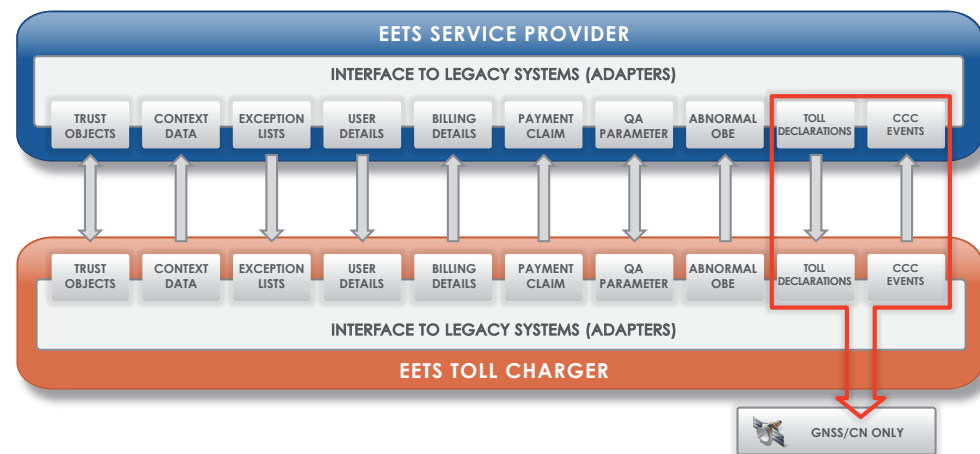 EETS SERVICE PROVIDER
INTERFACE TO LEGACY SYSTEMS (ADAPTERS)
TRUST
OBJECTS
CONTEXT
DATA
EXCEPTION
LISTS
USER
DETAILS
BILLING
DETAILS
PAYMENT
CLAIM
QA
PARAMETER
ABNORMAL
OBE
TOLL
DECLARATIONS
CCC
EVENTS
TRUST
OBJECTS
CONTEXT
DATA
EXCEPTION
LISTS
USER
DETAILS
BILLING
DETAILS
PAYMENT
CLAIM
QA
PARAMETER
ABNORMAL
OBE
TOLL
DECLARATIONS
CCC
EVENTS
INTERFACE TO LEGACY SYSTEMS (ADAPTERS)
EETS TOLL CHARGER
GNSS/CN ONLY